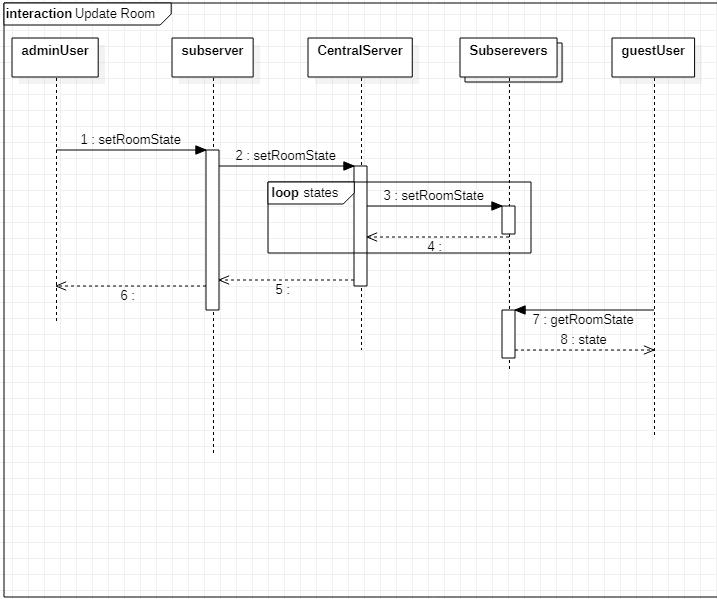 interaction Update Room
adminUser
subserver
CentralServer
Subserevers
guestUser
1 : setRoomState
2 : setRoomState
loop states
3 : setRoomState
4 :
5 :
6 :
7 : getRoomState
8 : state